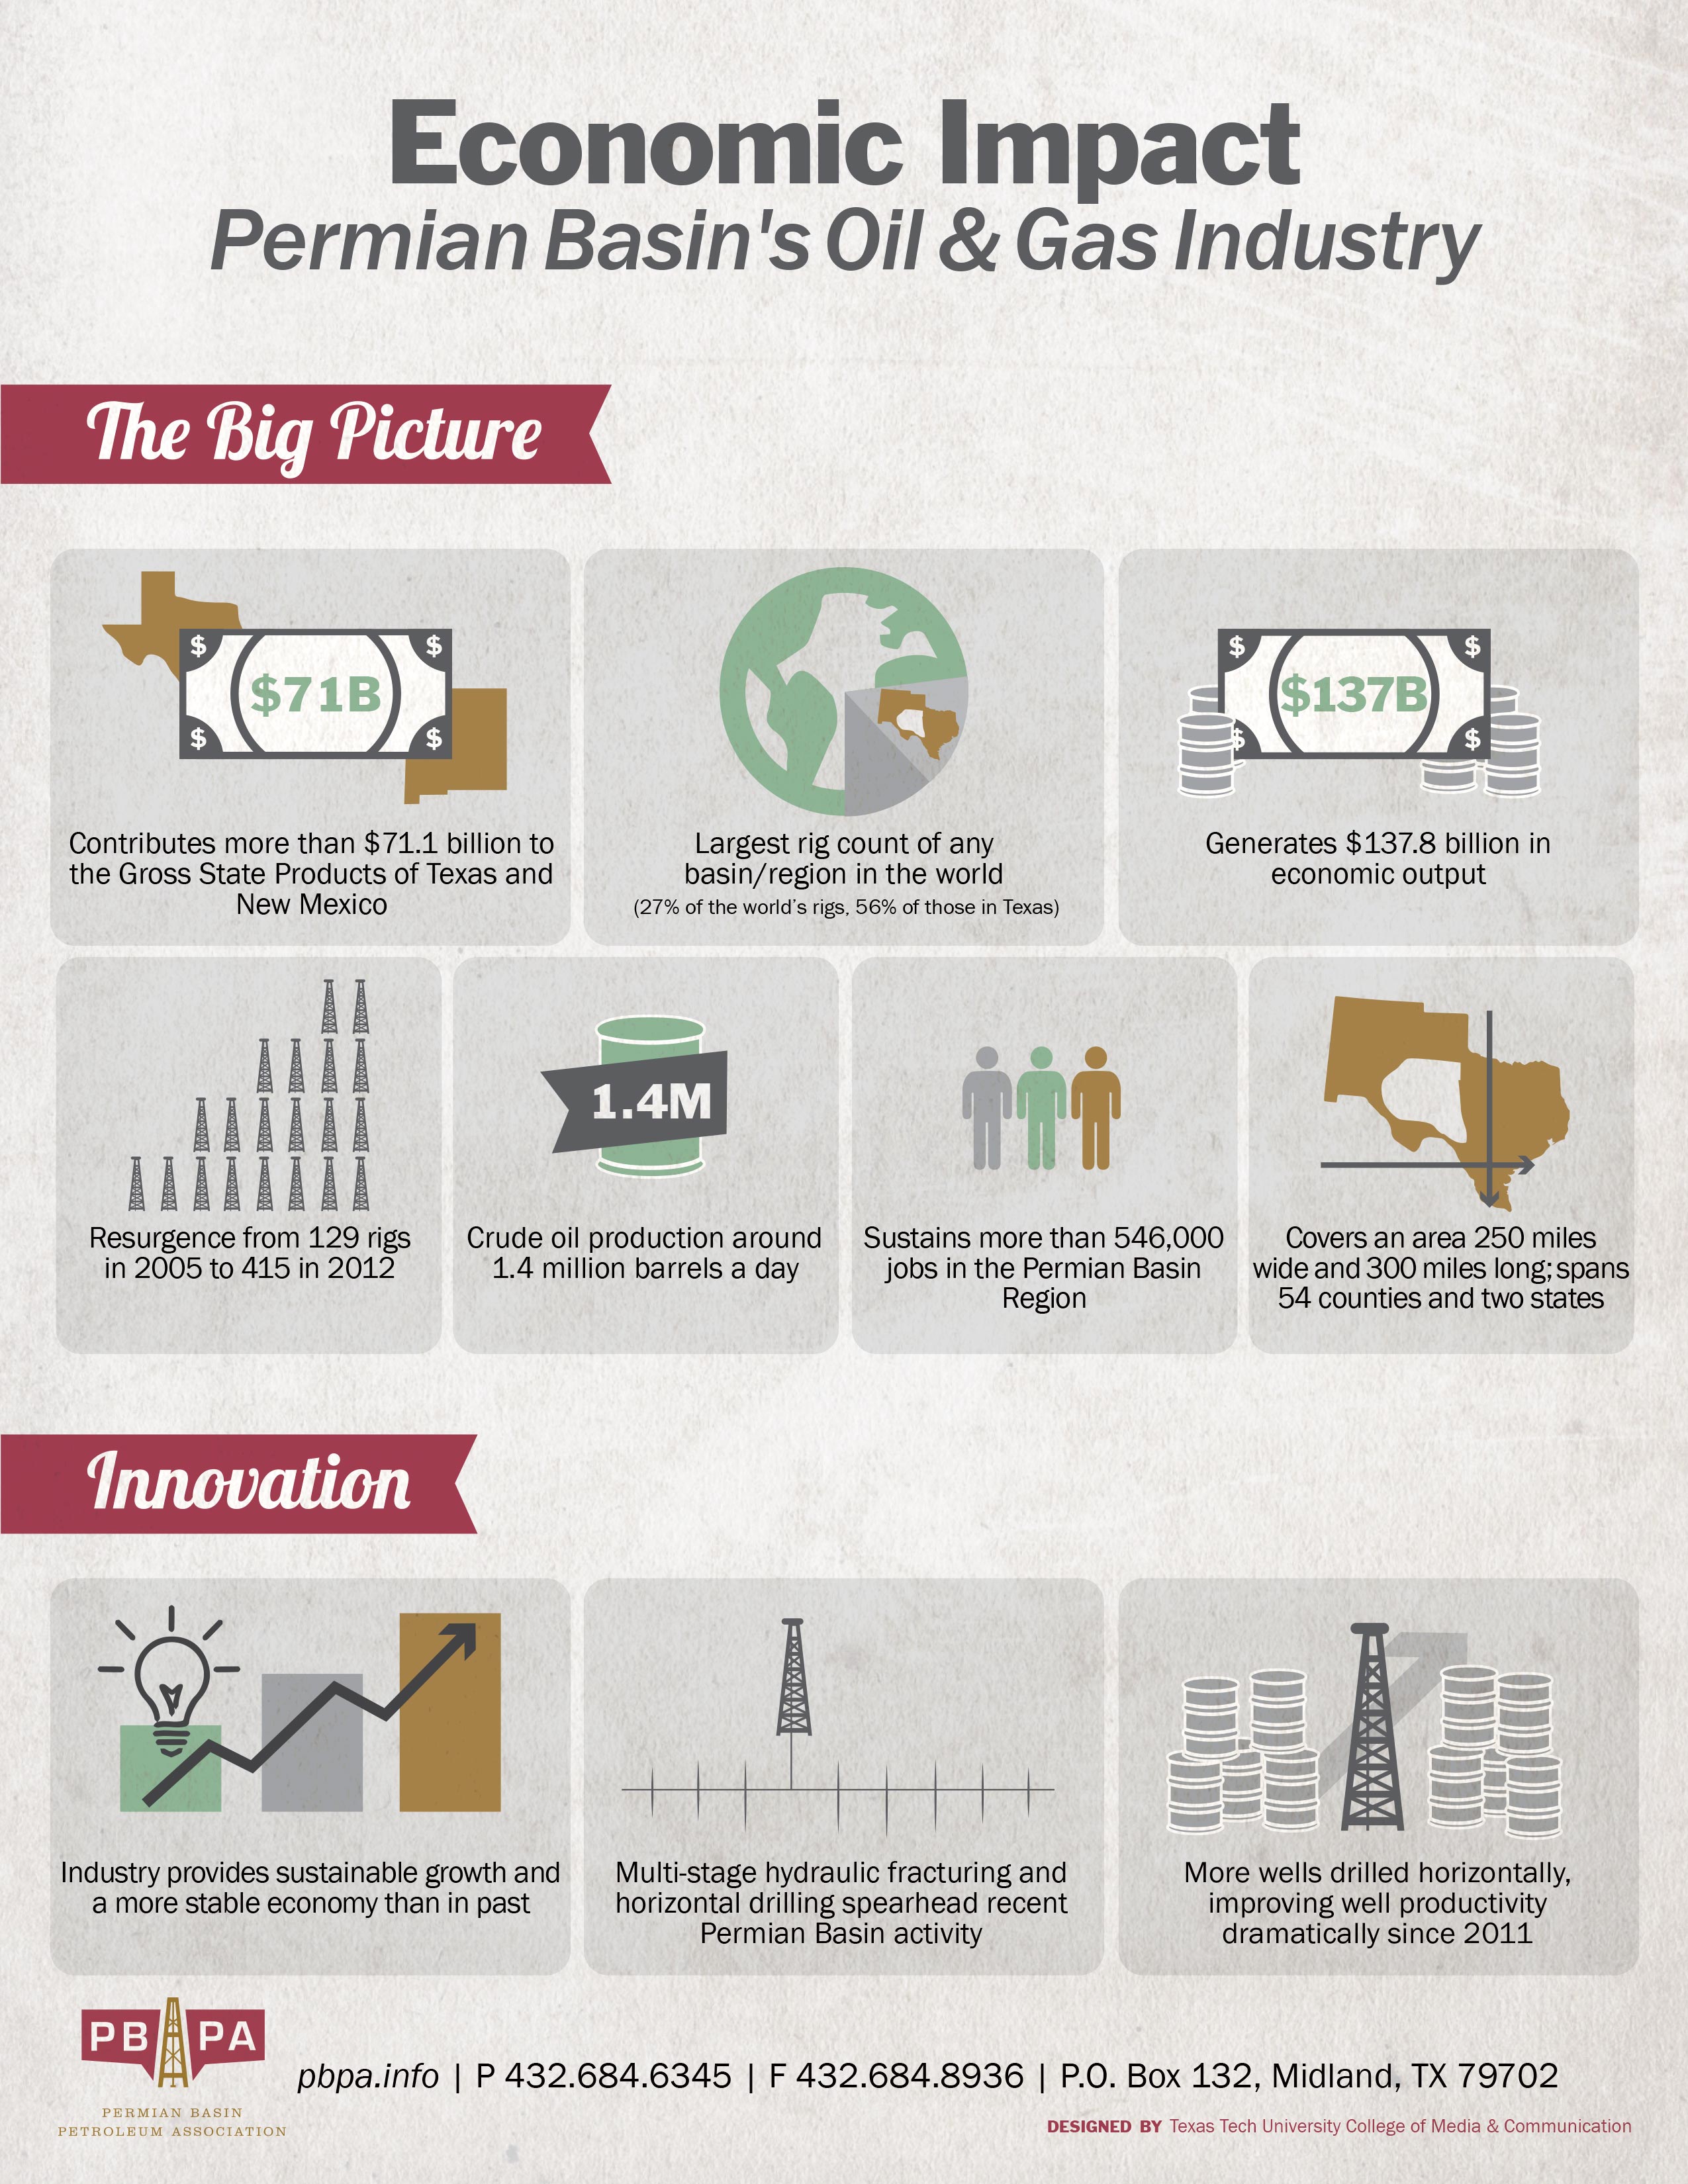 Economic Impact
Permian Basin's Oil & Gas Industry
The Big Picture
$ $
$71B
$ $
Contributes more than $71.1 billion to
the Gross State Products of Texas and
New Mexico
Largest rig count of any
basin/region in the world
(27% of the world's rigs, 56% of those in Texas)
$ $
$137B
$ $
Generates $137.8 billion in
economic output
Resurgence from 129 rigs
in 2005 to 415 in 2012
1.4M
Crude oil production around
1.4 million barrels a day
Sustains more than 546,000
jobs in the Permian Basin
Region
Covers an area 250 miles
wide and 300 miles long; spans
54 counties and two states
Innovation
Industry provides sustainable growth and
a more stable economy than in past
Multi-stage hydraulic fracturing and
horizontal drilling spearhead recent
Permian Basin activity
More wells drilled horizontally,
improving well productivity
dramatically since 2011
PB PA
PERMIAN BASIN
PETROLEUM ASSOCIATION
pbpa.info | P 432.684.6345 | F 432.684.8936 | P.O. Box 132, Midland, TX 79702
DESIGNED BY Texas Tech University College of Media & Communication